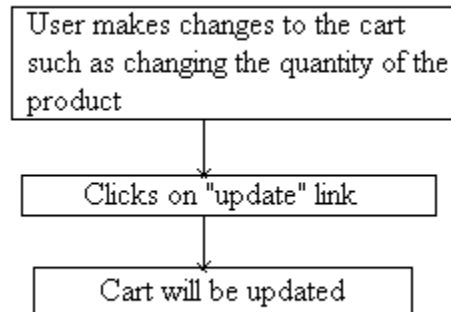 User makes changes to the cart
such as changing the quantity of the
product
Clicks on "update" link
Cart will be updated